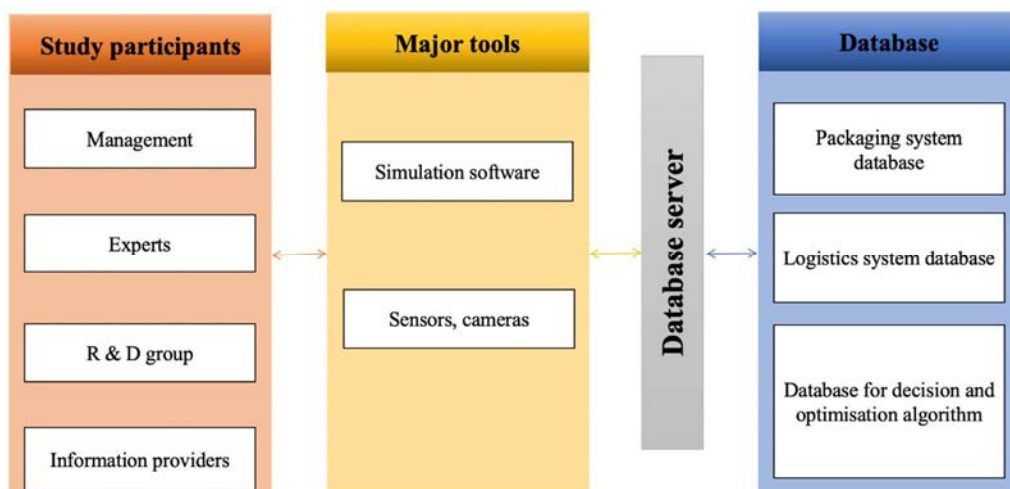 Study participants
Management
Experts
R & D group
Information providers
Major tools
Simulation software
Sensors, cameras
Database server
Database
Packaging system
database
Logistics system database
Database for decision and
optimisation algorithm